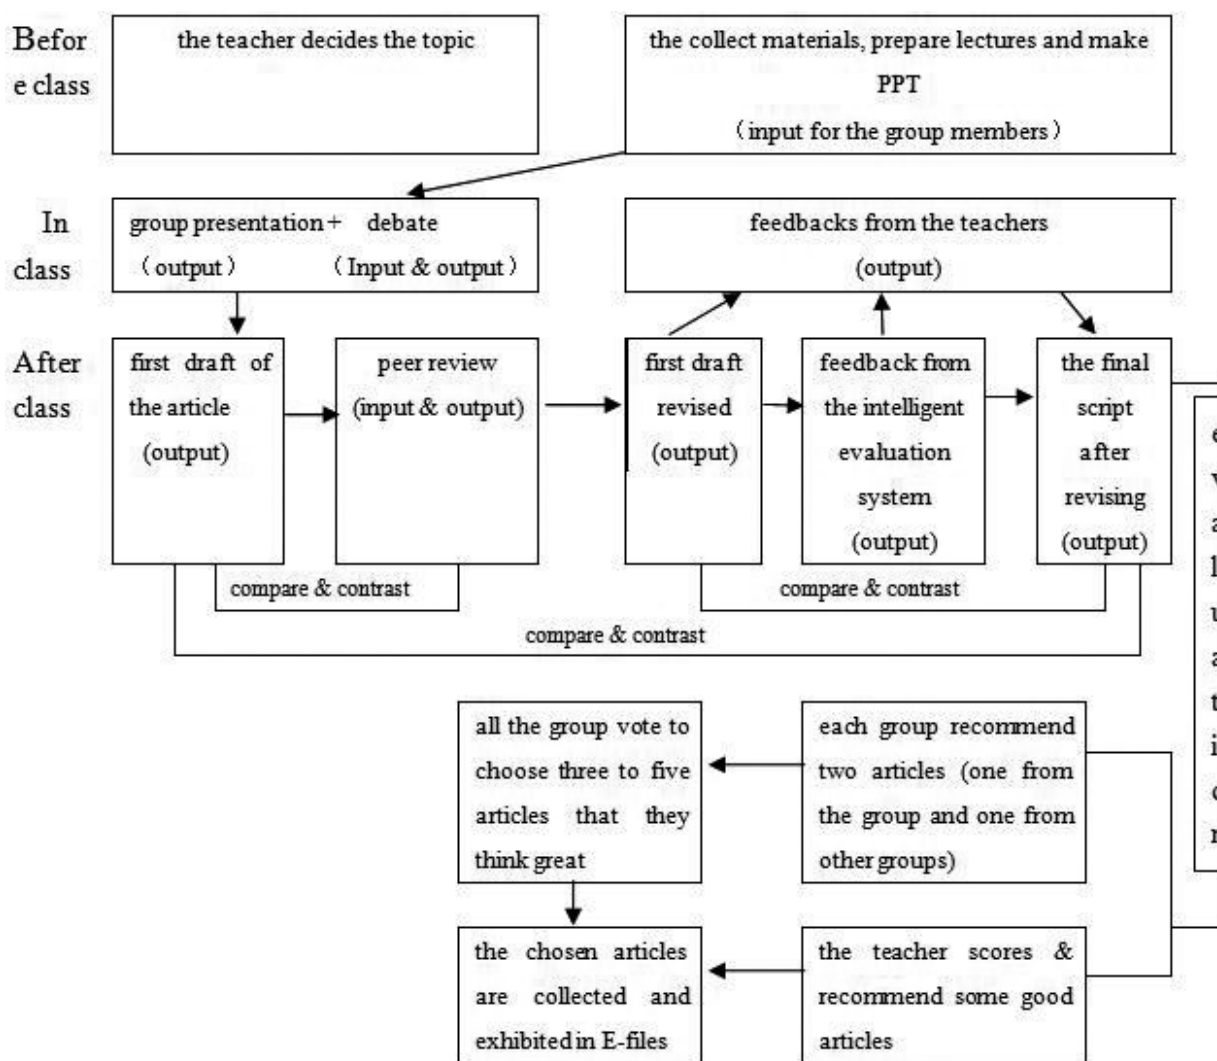 Befor
e class
the teacher decides the topic
the collect materials, prepare lectures and make
PPT
（input for the group members）
In
class
group presentation + debate
（output） （Input & output）
feedbacks from the teachers
(output)
After
class
first draft of
the article
(output)
peer review
(input & output)
first draft
revised
(output)
feedback from
the intelligent
evaluation
system
(output)
the final
script
after
revising
(output)
e
v
a
l
u
a
t
i
o
n
compare & contrast
compare & contrast
compare & contrast
all the group vote to
choose three to five
articles that they
think great
each group recommend
two articles (one from
the group and one from
other groups)
the chosen articles
are collected and
exhibited in E-files
the teacher scores &
recommend some good
articles